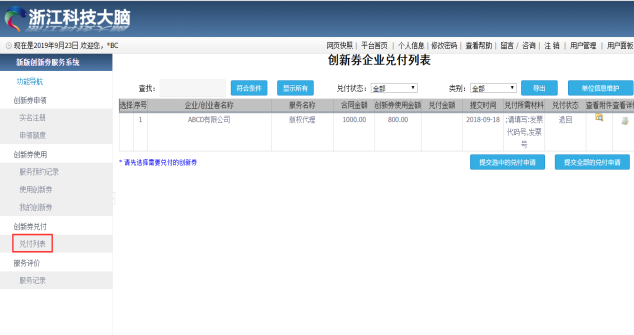 浙江科技大脑
现在是2019年9月23日 欢迎您，*BC
网页快照 | 平台首页 | 个人信息 | 修改密码 | 查看帮助 | 留言 / 咨询 | 注 销 | 用户管理 | 用户面板
新版创新券服务系统
功能导航
创新券申领
实名注册
申请额度
创新券使用
服务预约记录
使用创新券
我的创新券
创新券兑付
兑付列表
服务评价
服务记录
创新券企业兑付列表
查找：
符合条件
显示所有
兑付状态：
全部
类别：
全部
导出
单位信息维护
选择 序号 企业/创业者名称 服务名称 合同金额 创新券使用金额 兑付金额 提交时间 兑付所需材料 兑付状态 查看附件 查看详情
1 ABCD有限公司 版权代理 1000.00 800.00 2018-09-18 ;请填写:发票代码号,发票号 退回
* 请先选择需要兑付的创新券
提交选中的兑付申请
提交全部的兑付申请